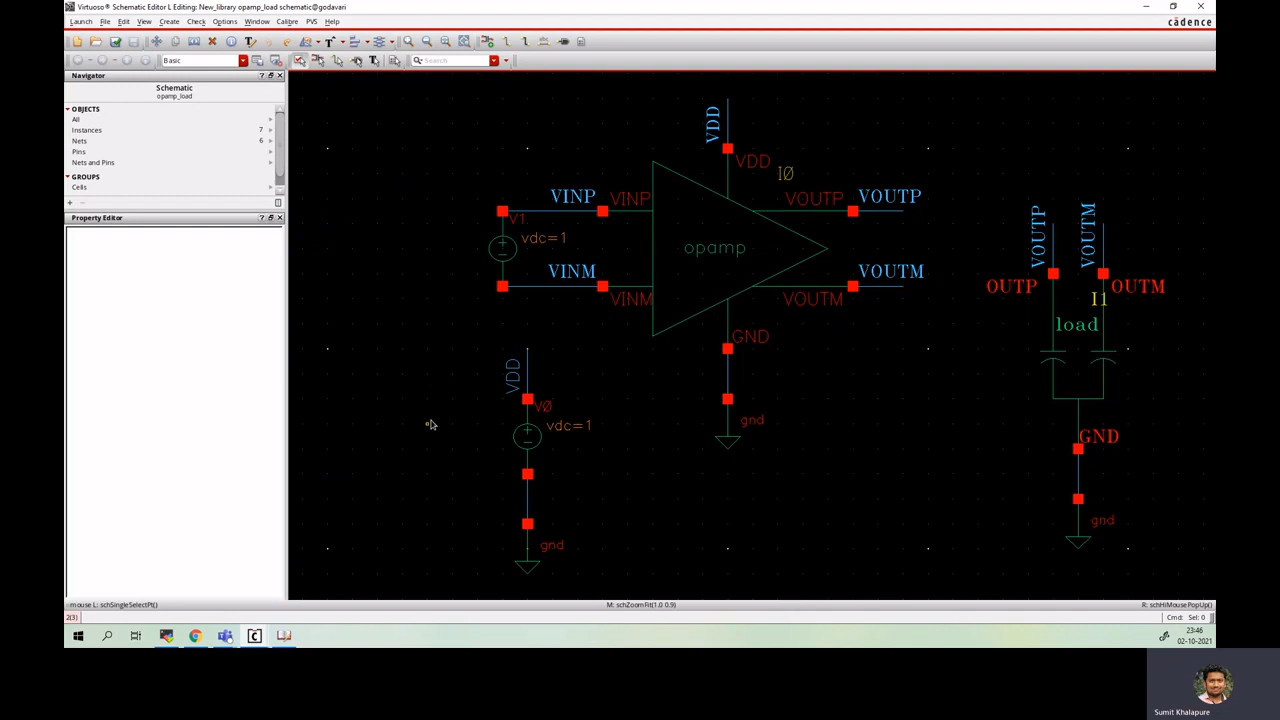 Virtuoso® Schematic Editor L Editing: New_library opamp_load schematic@godavari
Launch File Edit View Create Check Options Window Calibre PVS Help
cādence
Basic
Search
Navigator
Schematic
opamp_load
OBJECTS
All
Instances 7
Nets 6
Pins
Nets and Pins
GROUPS
Cells
Property Editor
VDD
VDD
I0
VINP VINP
VOUTP VOUTP
V1
vdc=1
opamp
VINM VINM
VOUTM VOUTM
GND
gnd
VDD
V0
vdc=1
gnd
VOUTP VOUTM
OUTP OUTM
I1
load
GND
gnd
mouse L: schSingleSelectPt()
M: schZoomFit(1.0 0.9)
R: schHiMousePopUp()
2(3)
Cmd: Sel: 0
23:46
02-10-2021
Sumit Khalapure